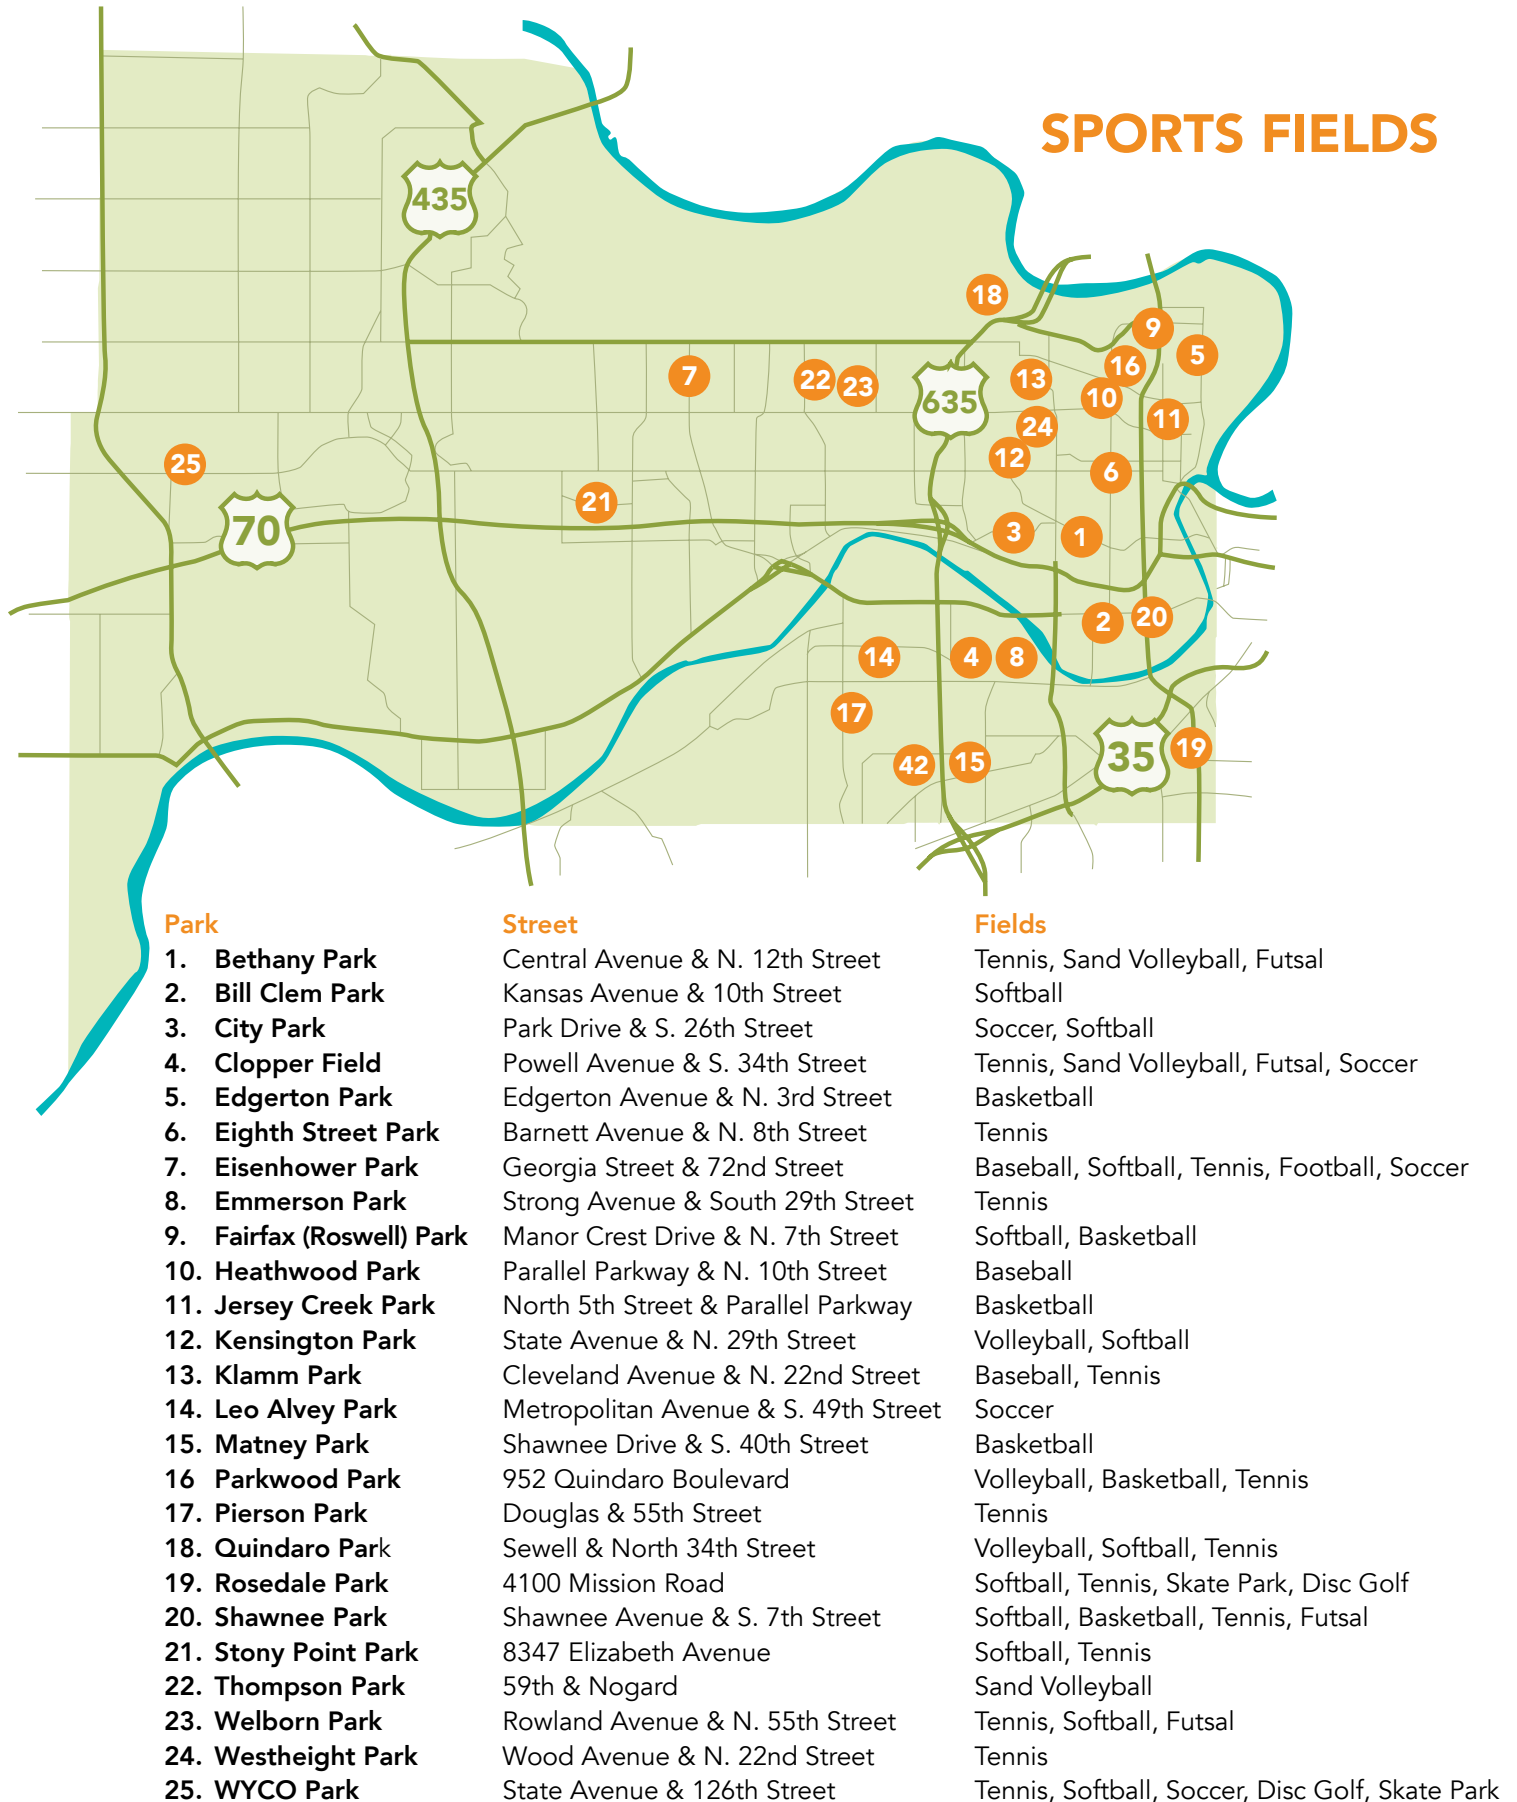 SPORTS FIELDS
435
18
9
5
16
7
22
23
13
635
10
11
24
12
25
6
21
70
3
1
2
20
14
4
8
17
42
15
35
19
Park Street Fields
1. Bethany Park Central Avenue & N. 12th Street Tennis, Sand Volleyball, Futsal
2. Bill Clem Park Kansas Avenue & 10th Street Softball
3. City Park Park Drive & S. 26th Street Soccer, Softball
4. Clopper Field Powell Avenue & S. 34th Street Tennis, Sand Volleyball, Futsal, Soccer
5. Edgerton Park Edgerton Avenue & N. 3rd Street Basketball
6. Eighth Street Park Barnett Avenue & N. 8th Street Tennis
7. Eisenhower Park Georgia Street & 72nd Street Baseball, Softball, Tennis, Football, Soccer
8. Emmerson Park Strong Avenue & South 29th Street Tennis
9. Fairfax (Roswell) Park Manor Crest Drive & N. 7th Street Softball, Basketball
10. Heathwood Park Parallel Parkway & N. 10th Street Baseball
11. Jersey Creek Park North 5th Street & Parallel Parkway Basketball
12. Kensington Park State Avenue & N. 29th Street Volleyball, Softball
13. Klamm Park Cleveland Avenue & N. 22nd Street Baseball, Tennis
14. Leo Alvey Park Metropolitan Avenue & S. 49th Street Soccer
15. Matney Park Shawnee Drive & S. 40th Street Basketball
16 Parkwood Park 952 Quindaro Boulevard Volleyball, Basketball, Tennis
17. Pierson Park Douglas & 55th Street Tennis
18. Quindaro Park Sewell & North 34th Street Volleyball, Softball, Tennis
19. Rosedale Park 4100 Mission Road Softball, Tennis, Skate Park, Disc Golf
20. Shawnee Park Shawnee Avenue & S. 7th Street Softball, Basketball, Tennis, Futsal
21. Stony Point Park 8347 Elizabeth Avenue Softball, Tennis
22. Thompson Park 59th & Nogard Sand Volleyball
23. Welborn Park Rowland Avenue & N. 55th Street Tennis, Softball, Futsal
24. Westheight Park Wood Avenue & N. 22nd Street Tennis
25. WYCO Park State Avenue & 126th Street Tennis, Softball, Soccer, Disc Golf, Skate Park